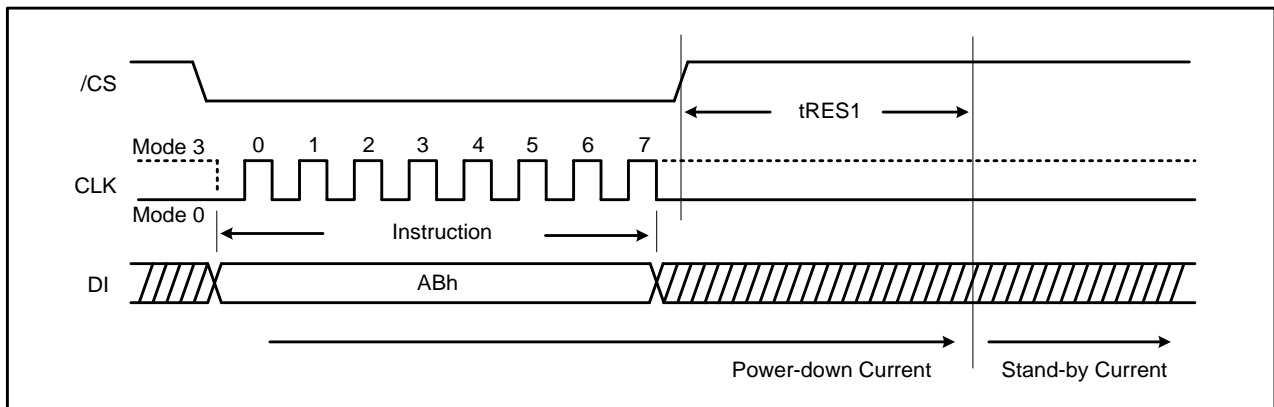 /CS
tRES1
Mode 3
0 1 2 3 4 5 6 7
CLK
Mode 0
Instruction
DI
ABh
Power-down Current
Stand-by Current